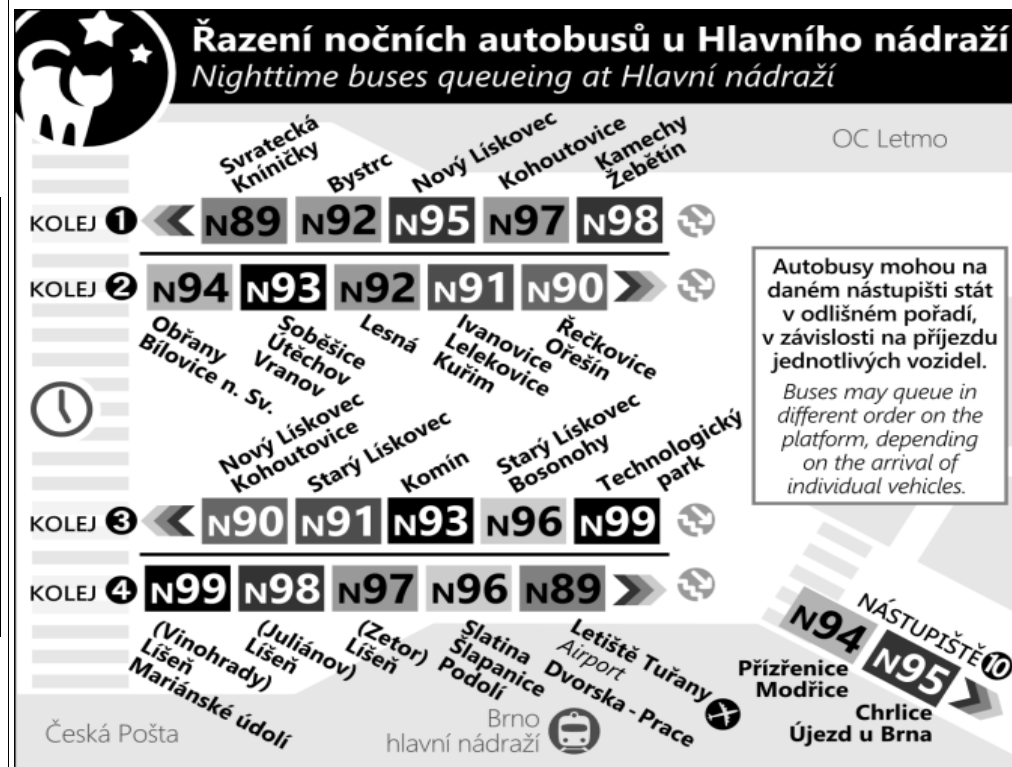 Řazení nočních autobusů u Hlavního nádraží
Nighttime buses queueing at Hlavní nádraží
OC Letmo
Svratecká
Kníničky
Bystrc
Nový Lískovec
Kohoutovice
Kamechy
Žebětín
KOLEJ 1 N89 N92 N95 N97 N98
KOLEJ 2 N94 N93 N92 N91 N90
Obřany
Bílovice n. Sv.
Soběšice
Útěchov
Vranov
Lesná
Ivanovice
Lelekovice
Kuřim
Řečkovice
Ořešín
Autobusy mohou na
daném nástupišti stát
v odlišném pořadí,
v závislosti na příjezdu
jednotlivých vozidel.
Buses may queue in
different order on the
platform, depending
on the arrival of
individual vehicles.
Nový Lískovec
Kohoutovice
Starý Lískovec
Komín
Starý Lískovec
Bosonohy
Technologický
park
KOLEJ 3 N90 N91 N93 N96 N99
KOLEJ 4 N99 N98 N97 N96 N89
(Vinohrady)
Líšeň
Mariánské údolí
(Juliánov)
Líšeň
(Zetor)
Líšeň
Slatina
Šlapanice
Podolí
Letiště Tuřany
Airport
Dvorska - Prace
NÁSTUPIŠTĚ 10
N94 N95
Přízřenice
Modřice
Chrlice
Újezd u Brna
Česká Pošta
Brno
hlavní nádraží